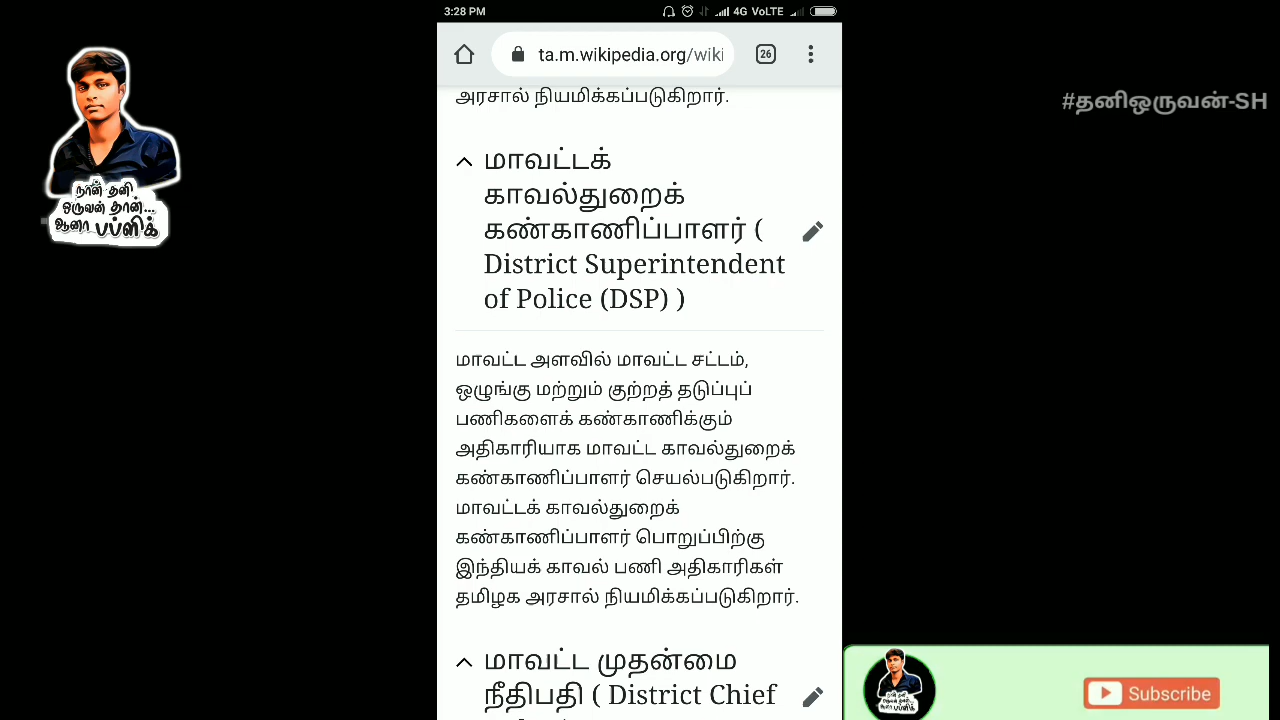 3:28 PM
4G VoLTE
ta.m.wikipedia.org/wiki
26
#தனிஒருவன்-SH
அரசால் நியமிக்கப்படுகிறார்.
மாவட்டக்
காவல்துறைக்
கண்காணிப்பாளர் (
District Superintendent
of Police (DSP) )
நான் தனி
ஒருவன் தான்...
ஆனா பப்ளிக்
மாவட்ட அளவில் மாவட்ட சட்டம்,
ஒழுங்கு மற்றும் குற்றத் தடுப்புப்
பணிகளைக் கண்காணிக்கும்
அதிகாரியாக மாவட்ட காவல்துறைக்
கண்காணிப்பாளர் செயல்படுகிறார்.
மாவட்டக் காவல்துறைக்
கண்காணிப்பாளர் பொறுப்பிற்கு
இந்தியக் காவல் பணி அதிகாரிகள்
தமிழக அரசால் நியமிக்கப்படுகிறார்.
மாவட்ட முதன்மை
நீதிபதி ( District Chief
Subscribe